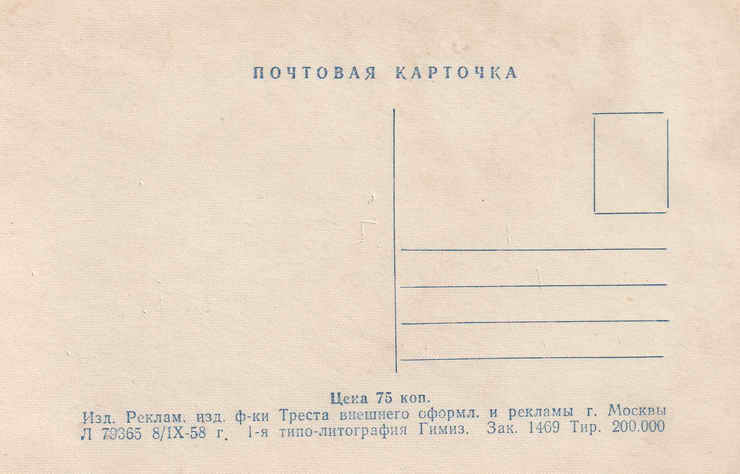 ПОЧТОВАЯ КАРТОЧКА
Цена 75 коп.
Изд. Реклам. изд. ф-ки Треста внешнего оформл. и рекламы г. Москвы
Л 79365 8/IX-58 г. 1-я типо-литография Гимиз. Зак. 1469 Тир. 200.000